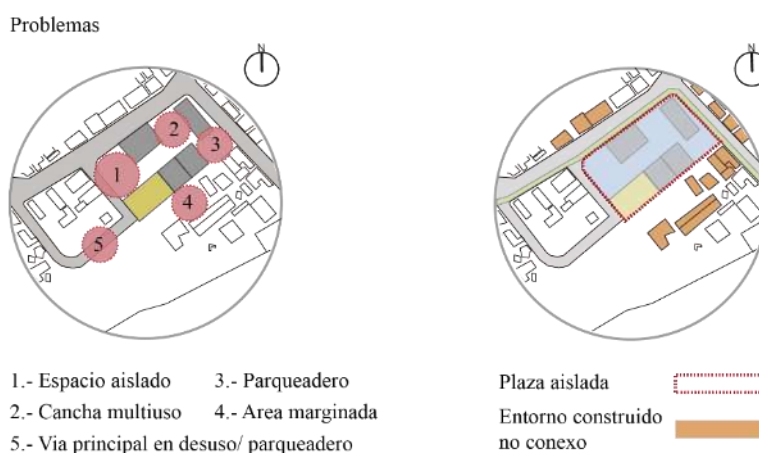 Problemas
N
N
1
2
3
4
5
1.- Espacio aislado
3.- Parqueadero
2.- Cancha multiuso
4.- Area marginada
5.- Via principal en desuso/ parqueadero
Plaza aislada
Entorno construido
no conexo